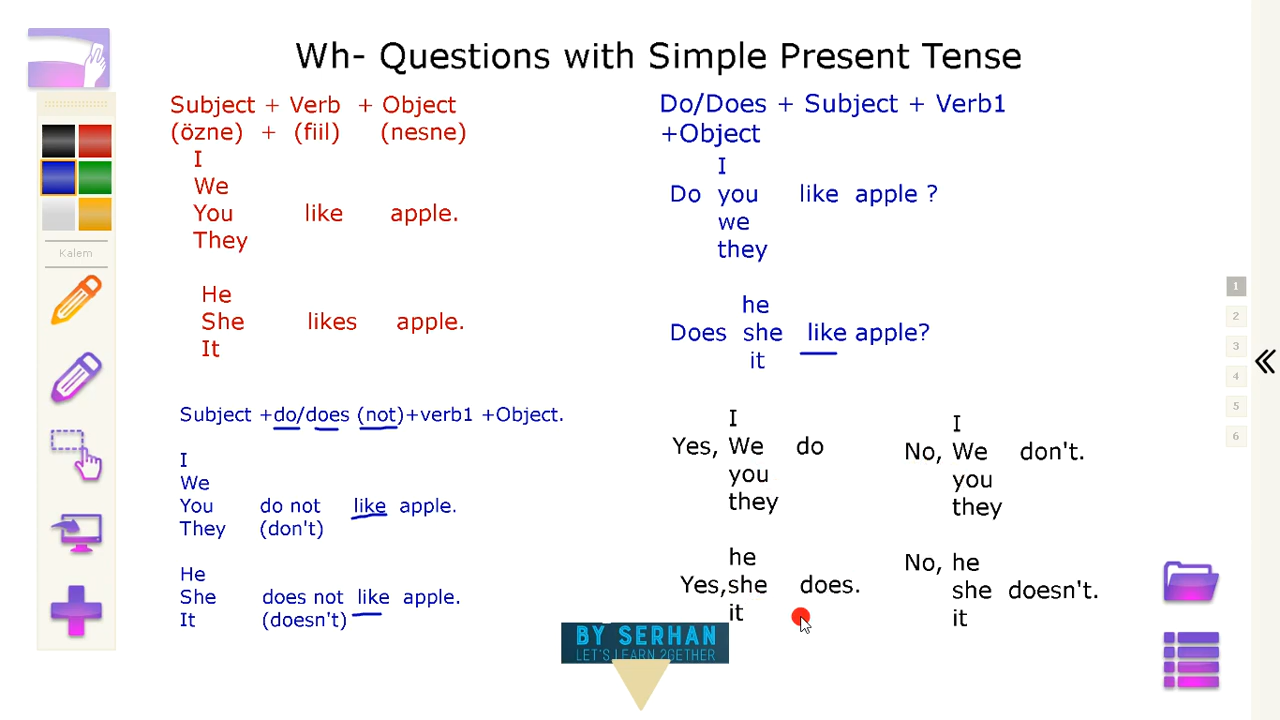 Wh- Questions with Simple Present Tense
Subject + Verb + Object
(özne) + (fiil) (nesne)
I
We
You like apple.
They
He
She likes apple.
It
Subject +do/does (not)+verb1 +Object.
I
We
You do not like apple.
They (don't)
He
She does not like apple.
It (doesn't)
Do/Does + Subject + Verb1
+Object
I
Do you like apple ?
we
they
he
Does she like apple?
it
I
Yes, We do
you
they
I
No, We don't.
you
they
he
Yes,she does.
it
No, he
she doesn't.
it
Kalem
1
2
3
4
5
6
BY SERHAN
LET'S LEARN 2GETHER